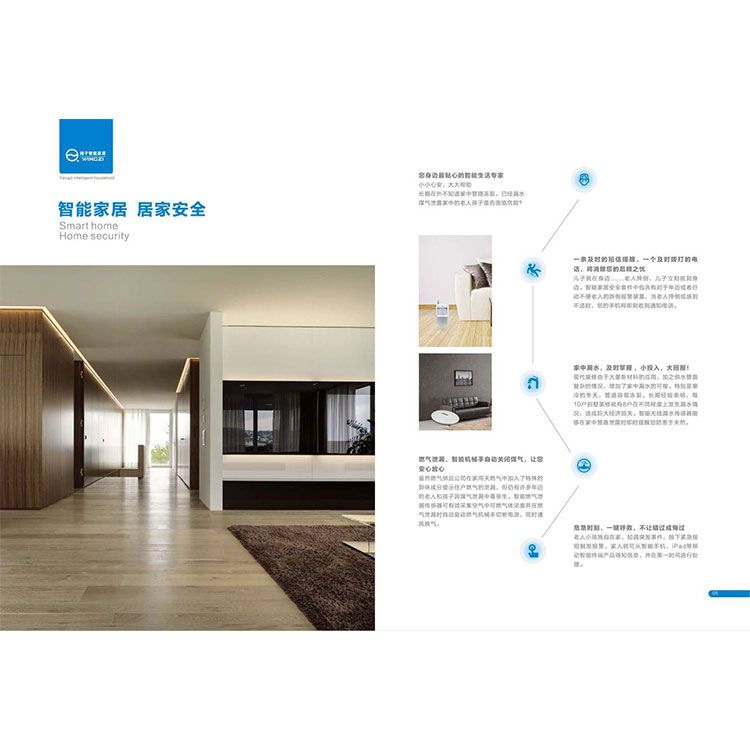 扬子智能家居
YANGZI
Yangzi intelligent household
智能家居 居家安全
Smart home
Home security
您身边最贴心的智能生活专家
小小心安，大大帮助
长期在外不知道家中管路冻裂，已经漏水
煤气泄露家中的老人孩子是否面临危险？
一条及时的短信提醒，一个及时拨打的电
话，将消除您的后顾之忧
儿子就在身边……老人摔倒，儿子立刻就到身
边。智能家居安全套件中包含有对于年迈或者行
动不便老人的跌倒报警装置，当老人摔倒或感到
不适时，您的手机将即刻收到通知电话。
家中漏水，及时掌握，小投入，大回报！
现代装修由于大量新材料的应用，加之供水管路
复杂的情况，增加了家中漏水的可能。特别是寒
冷的冬天，管道容易冻裂。长期经验表明，每
10户别墅装修就有8户在不同程度上发生漏水情
况，造成巨大经济损失。智能无线漏水传感器能
够在家中管路泄露时即时提醒您防患于未然。
燃气泄漏，智能机械手自动关闭煤气，让您
安心放心
虽然燃气供应公司在家用天燃气中加入了特殊的
异味成分提示住户燃气的泄漏，但仍有许多年迈
的老人和孩子因煤气泄漏中毒丧生。智能燃气泄
漏传感器可有效采集空气中可燃气体浓度并在燃
气泄漏时自动驱动燃气机械手切断电源，同时通
风换气。
危急时刻，一键呼救，不让错过成悔过
老人小孩独自在家，如遇突发事件，按下紧急按
钮触发报警。家人就可从智能手机、iPad等移
动智能终端产品得知信息，并在第一时间进行处
理。
05